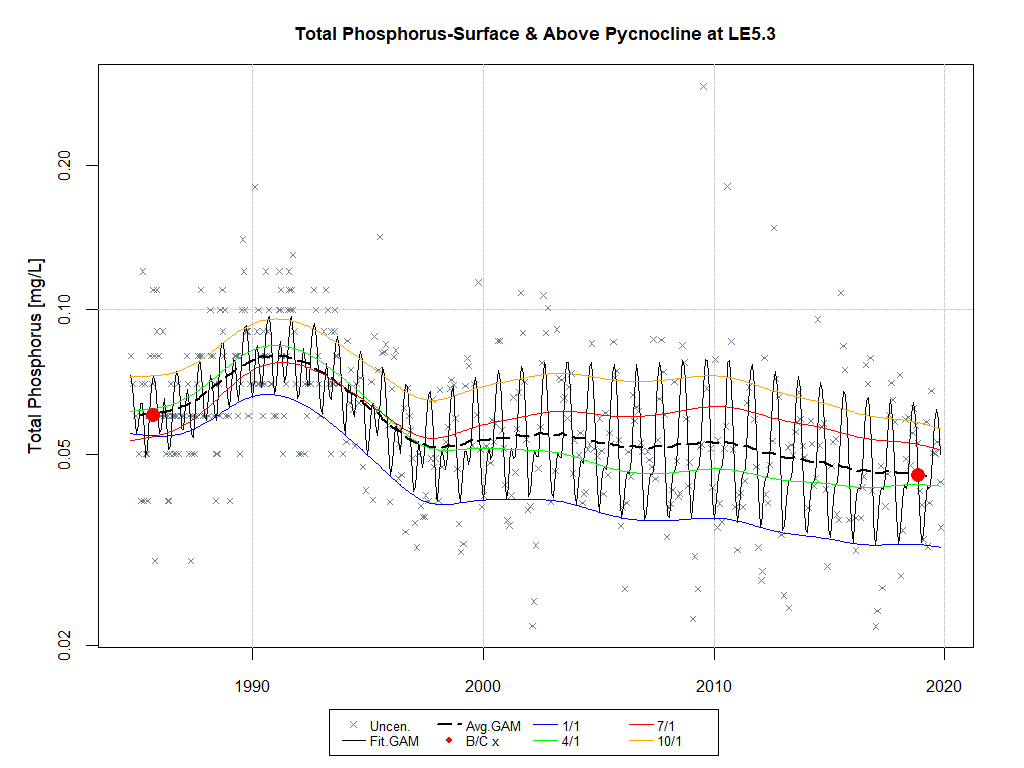 Total Phosphorus-Surface & Above Pycnocline at LE5.3
Total Phosphorus [mg/L]
0.20
0.10
0.05
0.02
1990 2000 2010 2020
Uncen. Avg.GAM 1/1 7/1
Fit.GAM B/C x 4/1 10/1